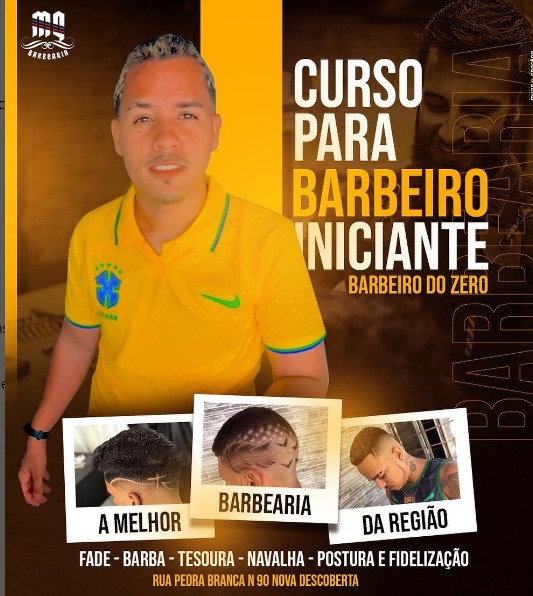 MQ
BARBEARIA
CURSO
PARA
BARBEIRO
INICIANTE
BARBEIRO DO ZERO
BARBEARIA
A MELHOR
BARBEARIA
DA REGIÃO
FADE - BARBA - TESOURA - NAVALHA - POSTURA E FIDELIZAÇÃO
RUA PEDRA BRANCA N 90 NOVA DESCOBERTA